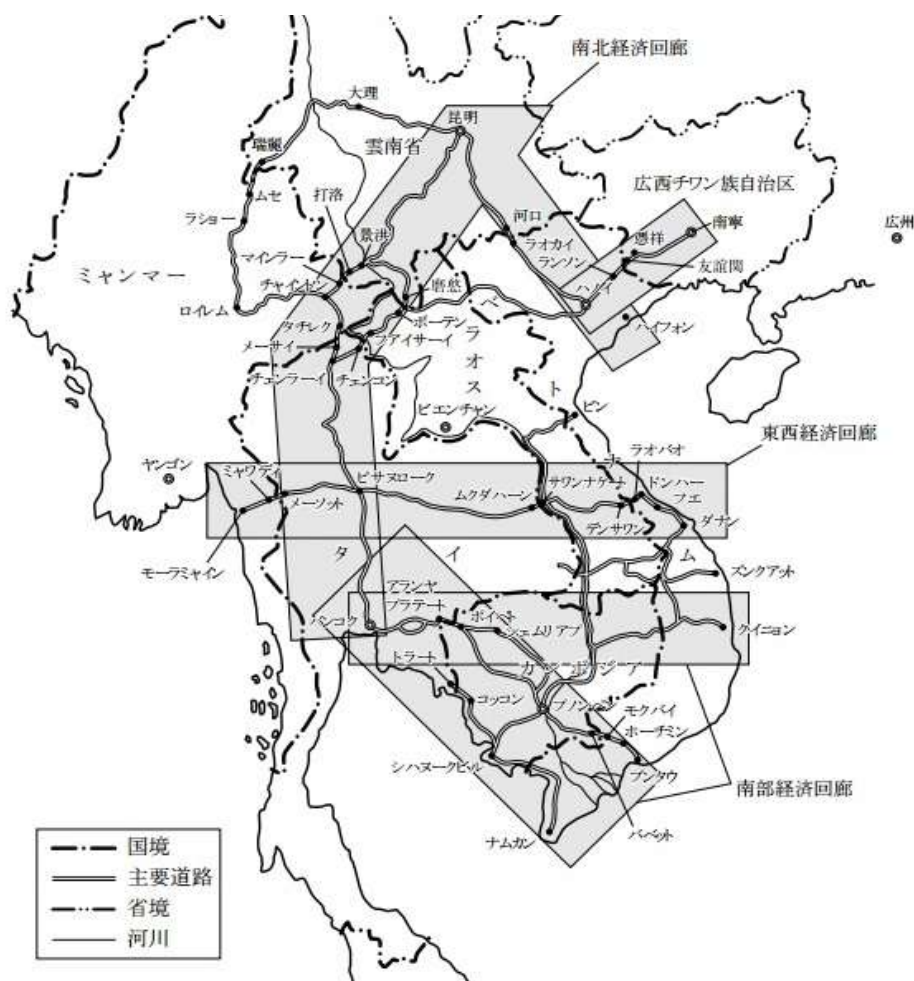 南北経済回廊
大理
昆明
雲南省
瑞麗
広西チワン族自治区
ムセ
打洛
河口
南寧
広州
ラショー
景洪
ラオカイ
憑祥
ランソン
友誼関
ミャンマー
マインラー
チャイントン
磨憨
ハノイ
ロイレム
ボーテン
ハイフォン
タチレク
フアイサーイ
メーサイ
チェンラーイ
チェンコン
ラオス
ベトナム
ビエンチャン
ビン
東西経済回廊
ヤンゴン
ミャワディ
ピサヌローク
ラオバオ
サワンナケート
ドンハー
フエ
メーソット
ムクダハーン
デンサワン
ダナン
モーラミャイン
タイ
ズンクアット
アランヤ
プラテート
ポイペト
バンコク
シェムリアプ
クイニョン
トラート
カンボジア
コッコン
プノンペン
モクバイ
ホーチミン
シハヌークビル
ブンタウ
南部経済回廊
ナムカン
バベット
国境
主要道路
省境
河川